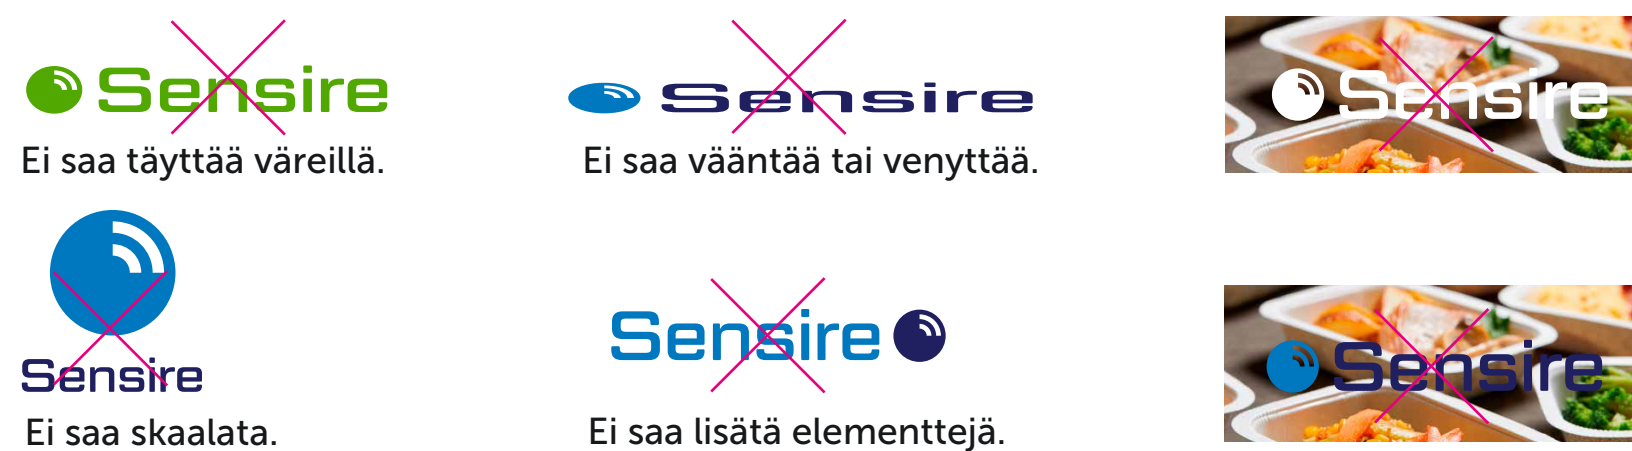 Sensire
Ei saa täyttää väreillä.
Sensire
Ei saa vääntää tai venyttää.
Sensire
Sensire
Ei saa skaalata.
Sensire
Ei saa lisätä elementtejä.
Sensire